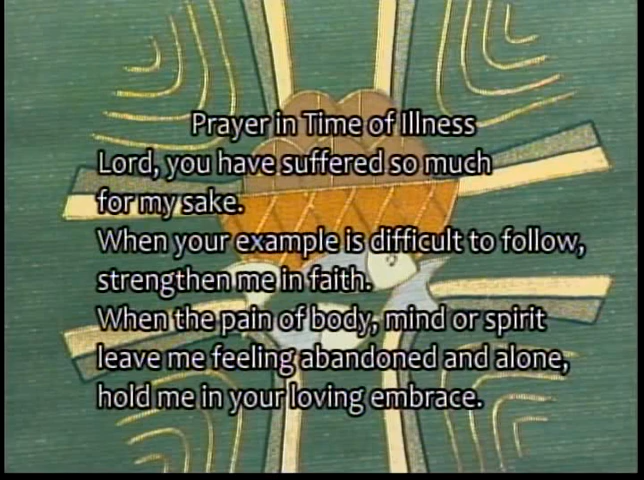 Prayer in Time of Illness
Lord, you have suffered so much
for my sake.
When your example is difficult to follow,
strengthen me in faith.
When the pain of body, mind or spirit
leave me feeling abandoned and alone,
hold me in your loving embrace.